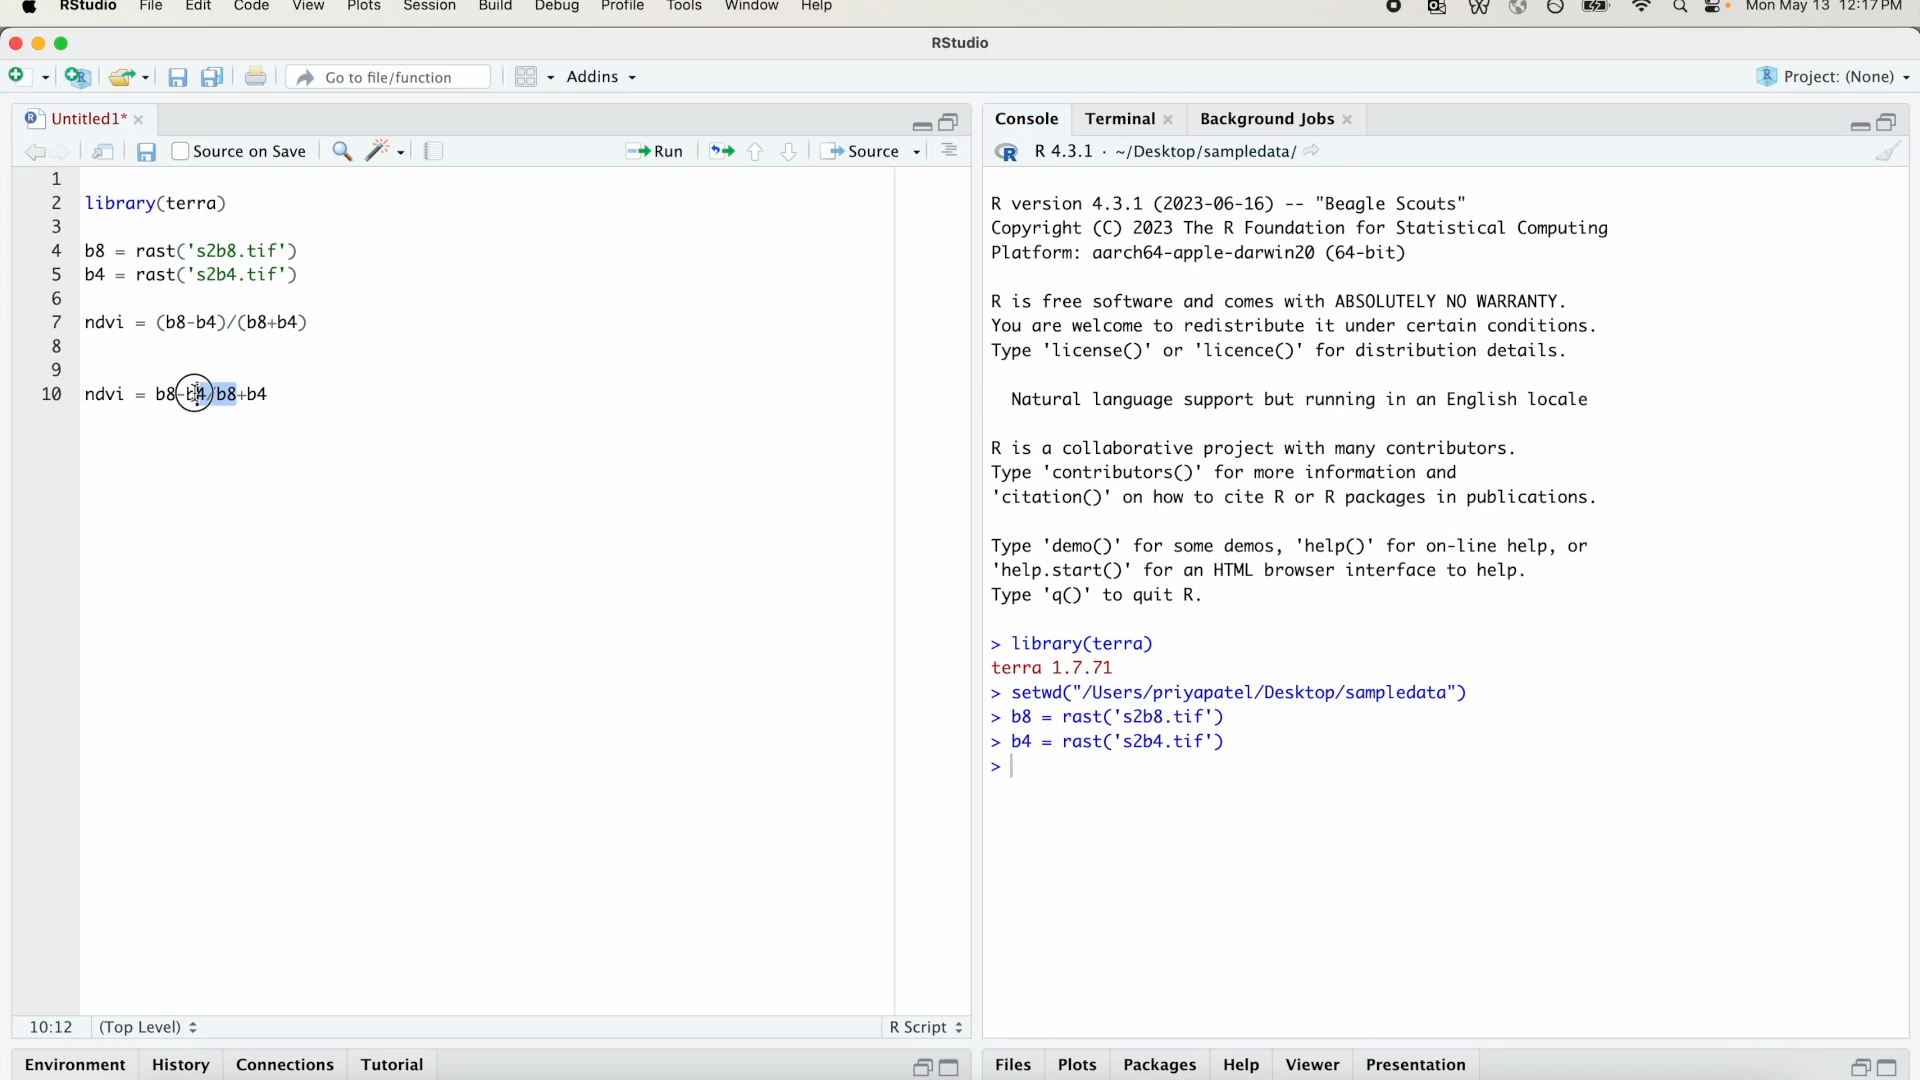 RStudio File Edit Code View Plots Session Build Debug Profile Tools Window Help Mon May 13 12:17 PM
RStudio
Go to file/function Addins Project: (None)
Untitled1*
Source on Save Run Source
1
2 library(terra)
3
4 b8 = rast('s2b8.tif')
5 b4 = rast('s2b4.tif')
6
7 ndvi = (b8-b4)/(b8+b4)
8
9
10 ndvi = b8-b4/b8+b4
10:12 (Top Level) R Script
Environment History Connections Tutorial
Console Terminal Background Jobs
R 4.3.1 · ~/Desktop/sampledata/
R version 4.3.1 (2023-06-16) -- "Beagle Scouts"
Copyright (C) 2023 The R Foundation for Statistical Computing
Platform: aarch64-apple-darwin20 (64-bit)
R is free software and comes with ABSOLUTELY NO WARRANTY.
You are welcome to redistribute it under certain conditions.
Type 'license()' or 'licence()' for distribution details.
Natural language support but running in an English locale
R is a collaborative project with many contributors.
Type 'contributors()' for more information and
'citation()' on how to cite R or R packages in publications.
Type 'demo()' for some demos, 'help()' for on-line help, or
'help.start()' for an HTML browser interface to help.
Type 'q()' to quit R.
> library(terra)
terra 1.7.71
> setwd("/Users/priyapatel/Desktop/sampledata")
> b8 = rast('s2b8.tif')
> b4 = rast('s2b4.tif')
>
Files Plots Packages Help Viewer Presentation